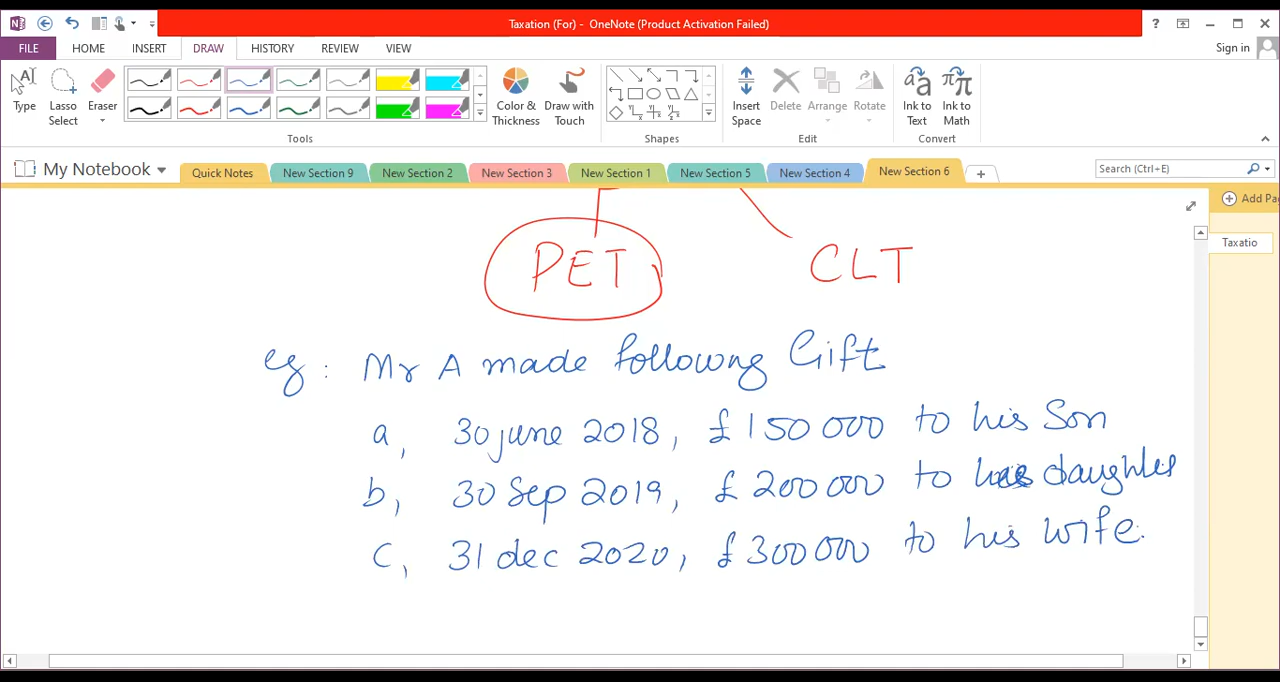 Taxation (For) - OneNote (Product Activation Failed)
?
FILE HOME INSERT DRAW HISTORY REVIEW VIEW
Sign in
Type
Lasso Select
Eraser
Color & Thickness
Draw with Touch
Insert Space
Delete
Arrange
Rotate
Ink to Text
Ink to Math
Tools Shapes Edit Convert
My Notebook Quick Notes New Section 9 New Section 2 New Section 3 New Section 1 New Section 5 New Section 4 New Section 6
Search (Ctrl+E)
Add Pa
Taxatio
PET CLT
eg : Mr A made following Gift
a, 30 june 2018, £150 000 to his Son
b, 30 Sep 2019, £200 000 to daughter
c, 31 dec 2020, £300 000 to his wife.